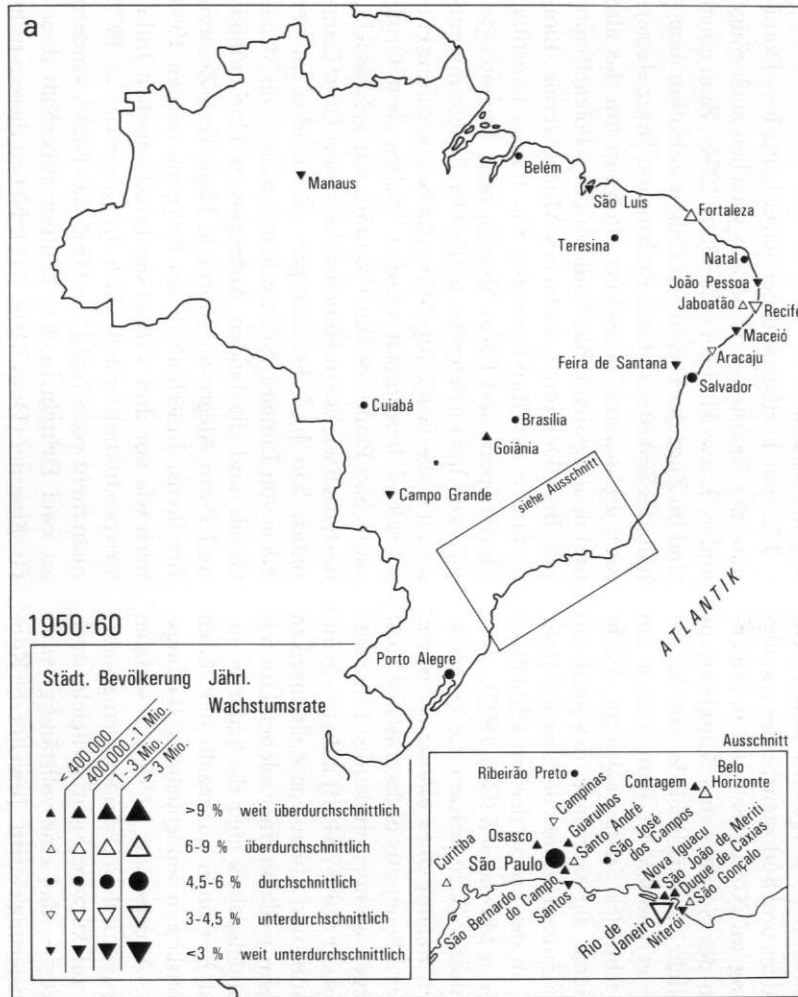 a
Manaus
Belém
São Luis
Fortaleza
Teresina
Natal
João Pessoa
Jaboatão
Recife
Maceió
Aracaju
Feira de Santana
Salvador
Cuiabá
Brasília
Goiânia
Campo Grande
siehe Ausschnitt
ATLANTIK
Porto Alegre
1950-60
Städt. Bevölkerung
Jährl.
Wachstumsrate
< 400 000
400 000 - 1 Mio.
1 - 3 Mio.
> 3 Mio.
>9 % weit überdurchschnittlich
6-9 % überdurchschnittlich
4,5-6 % durchschnittlich
3-4,5 % unterdurchschnittlich
<3 % weit unterdurchschnittlich
Ausschnitt
Ribeirão Preto
Contagem
Belo
Horizonte
Campinas
Guarulhos
Osasco
Santo André
São José
dos Campos
Curitiba
São Paulo
Nova Iguacu
São João de Meriti
Duque de Caxias
São Gonçalo
São Bernardo
do Campo
Santos
Rio de
Janeiro
Niterói